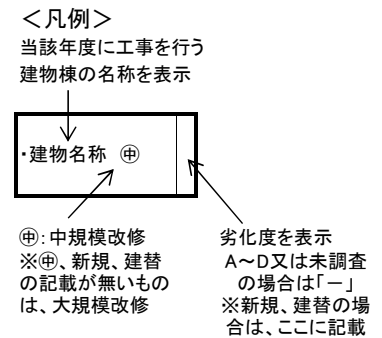 ＜凡例＞
当該年度に工事を行う
建物棟の名称を表示
・建物名称 ㊥
㊥：中規模改修
※㊥、新規、建替
の記載が無いもの
は、大規模改修
劣化度を表示
A～D又は未調査
の場合は「－」
※新規、建替の場
合は、ここに記載